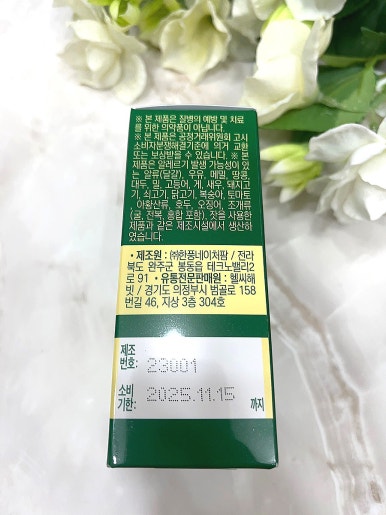 ※ 본 제품은 질병의 예방 및 치료
를 위한 의약품이 아닙니다.
※ 본 제품은 공정거래위원회 고시
소비자분쟁해결기준에 의거 교환
또는 보상받을 수 있습니다. ※ 본
제품은 알레르기 발생 가능성이 있
는 알류(달걀), 우유, 메밀, 땅콩,
대두, 밀, 고등어, 게, 새우, 돼지고
기, 쇠고기, 닭고기, 복숭아, 토마토,
아황산류, 호두, 오징어, 조개류
(굴, 전복, 홍합 포함), 잣을 사용한
제품과 같은 제조시설에서 생산하
였습니다.
• 제조원 : ㈜한풍네이처팜 / 전라
북도 완주군 봉동읍 테크노밸리2
로 91 • 유통전문판매원 : 헬씨해
빗 / 경기도 의정부시 범골로 158
번길 46, 지상 3층 304호
제조
번호: 23001
소비
기한: 2025.11.15 까지